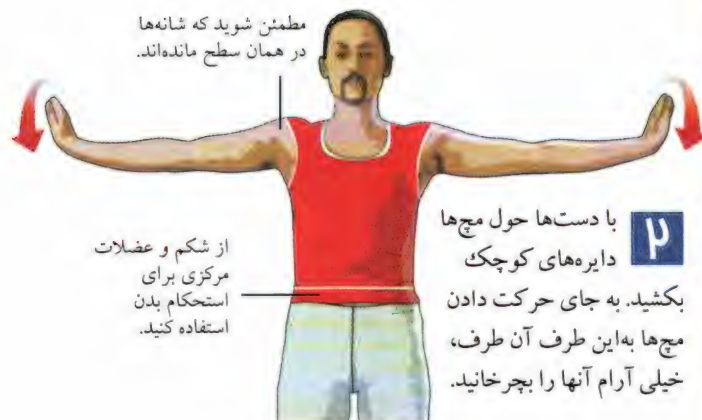 مطمئن شوید که شانه‌ها
در همان سطح مانده‌اند.
۲
با دست‌ها حول مچ‌ها
دایره‌های کوچک
بکشید. به جای حرکت دادن
مچ‌ها به‌این طرف آن طرف،
خیلی آرام آنها را بچرخانید.
از شکم و عضلات
مرکزی برای
استحکام بدن
استفاده کنید.